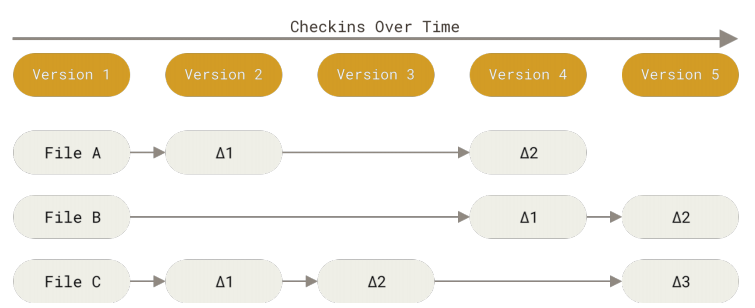 Checkins Over Time
Version 1 Version 2 Version 3 Version 4 Version 5
File A Δ1 Δ2
File B Δ1 Δ2
File C Δ1 Δ2 Δ3